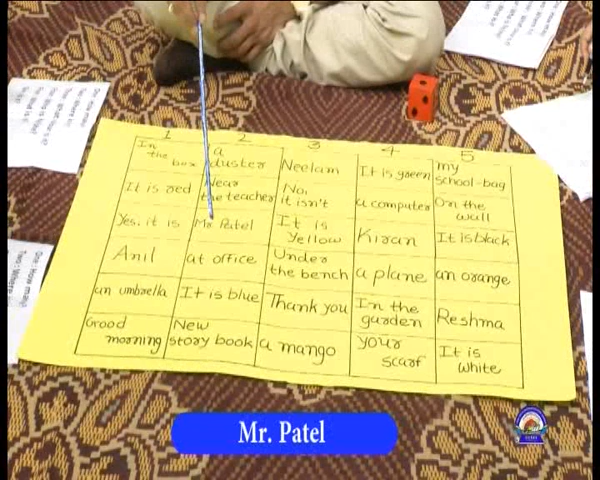 1 2 3 4 5
In the box
a duster
Neelam
It is green
my school-bag
It is red
Near the teacher
No, it isn't
a computer
On the wall
Yes, it is
Mr. Patel
It is Yellow
Kiran
It is black
Anil
at office
Under the bench
a plane
an orange
an umbrella
It is blue
Thank you
In the garden
Reshma
Good morning
New story book
a mango
your scarf
It is white
Mr. Patel